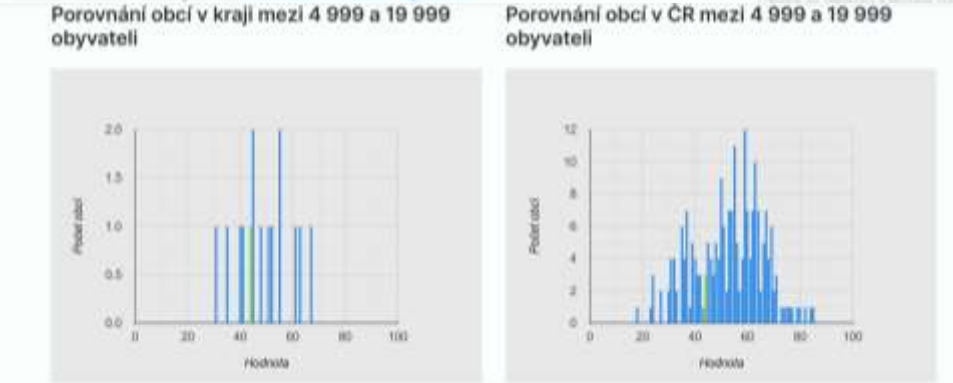 Porovnání obcí v kraji mezi 4 999 a 19 999
obyvateli
2.0
1.5
1.0
0.5
0.0
Počet obcí
0 20 40 60 80 100
Hodnota
Porovnání obcí v ČR mezi 4 999 a 19 999
obyvateli
12
10
8
6
4
2
0
Počet obcí
0 20 40 60 80 100
Hodnota